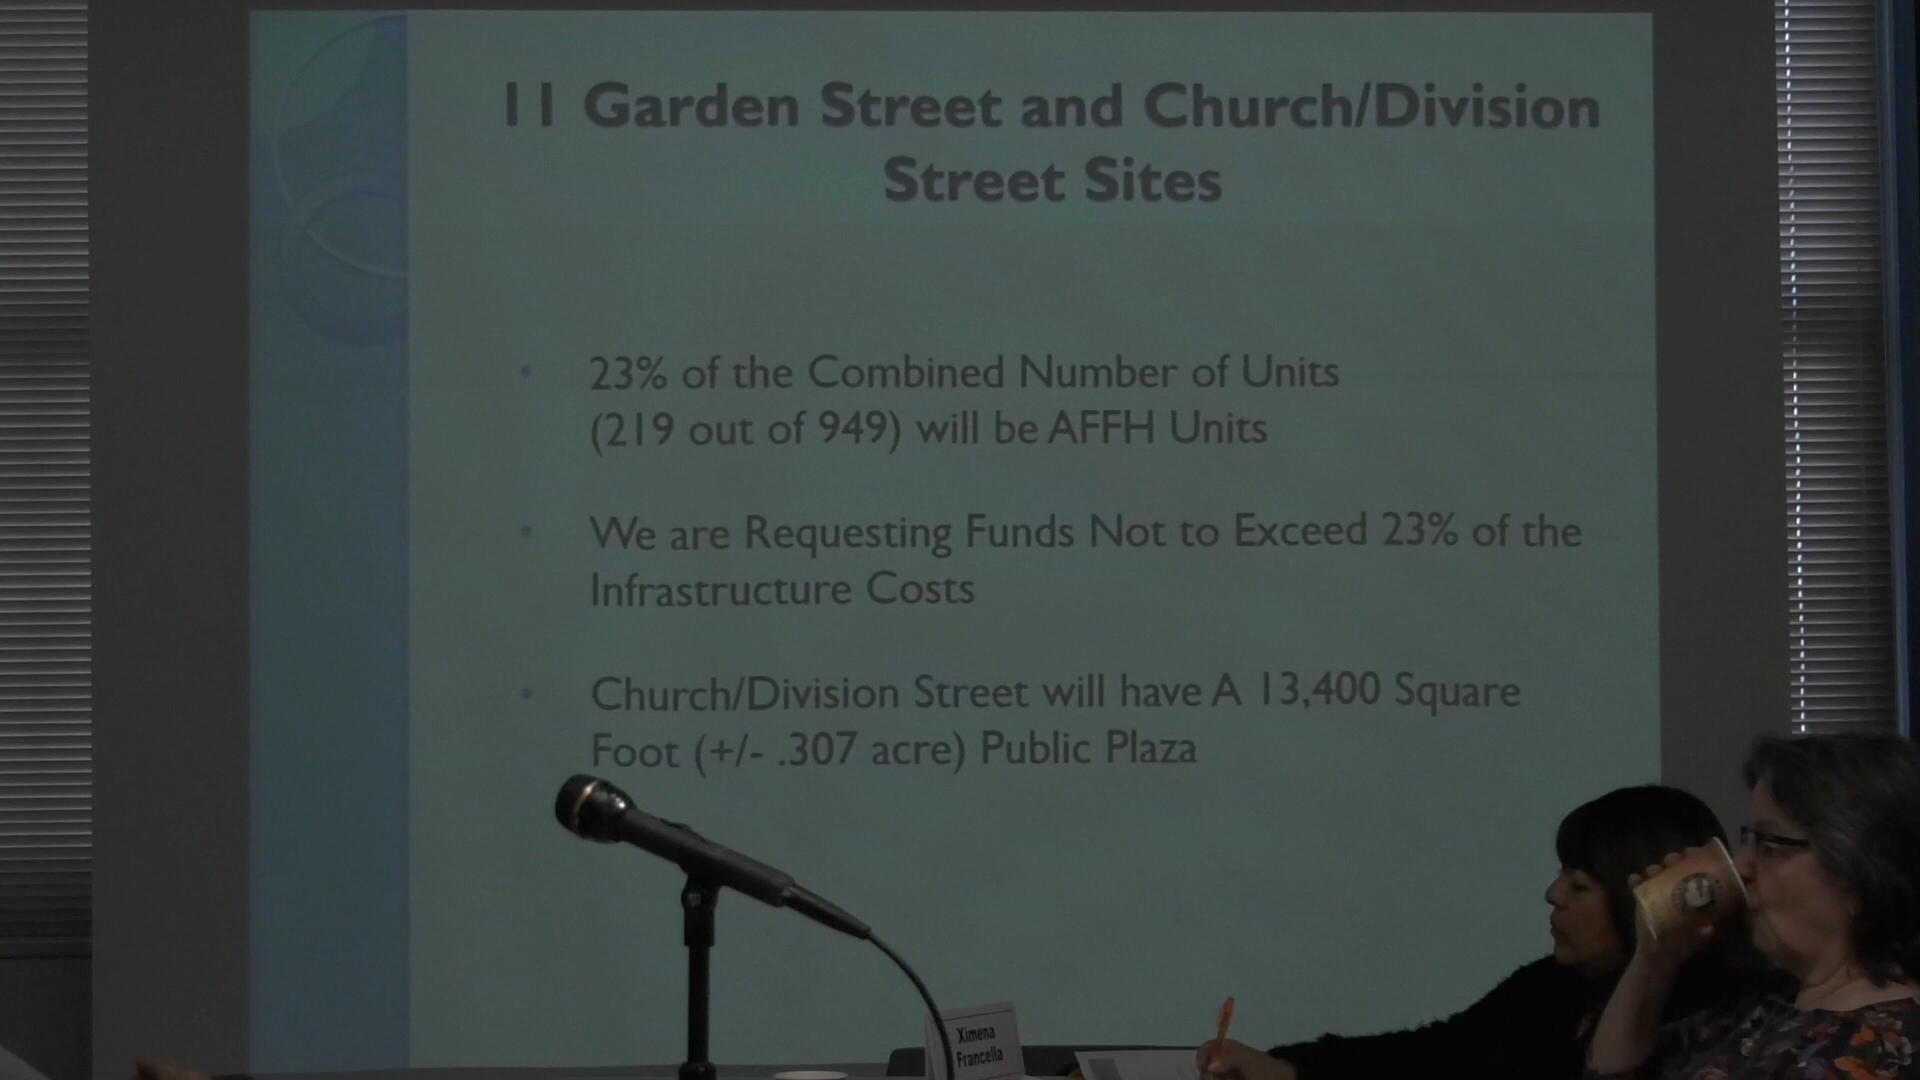 11 Garden Street and Church/Division
Street Sites
• 23% of the Combined Number of Units
(219 out of 949) will be AFFH Units
• We are Requesting Funds Not to Exceed 23% of the
Infrastructure Costs
• Church/Division Street will have A 13,400 Square
Foot (+/- .307 acre) Public Plaza
Ximena
Francella